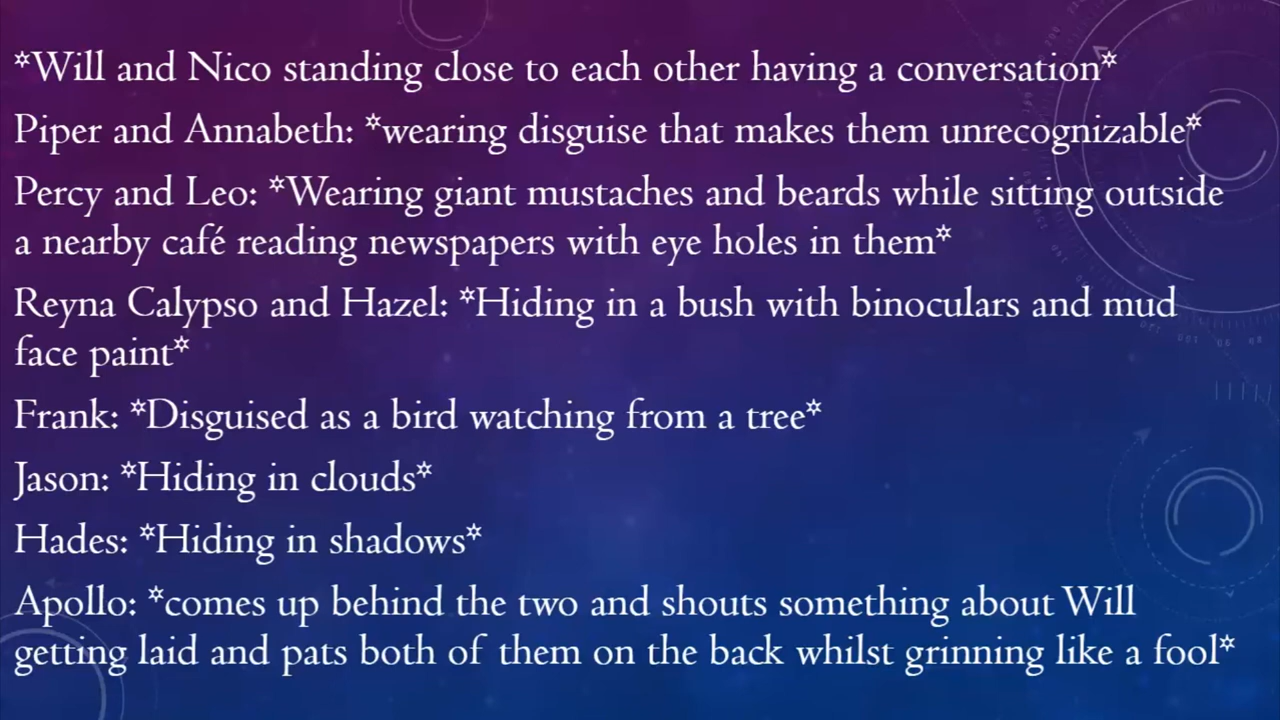 *Will and Nico standing close to each other having a conversation*
Piper and Annabeth: *wearing disguise that makes them unrecognizable*
Percy and Leo: *Wearing giant mustaches and beards while sitting outside
a nearby café reading newspapers with eye holes in them*
Reyna Calypso and Hazel: *Hiding in a bush with binoculars and mud
face paint*
Frank: *Disguised as a bird watching from a tree*
Jason: *Hiding in clouds*
Hades: *Hiding in shadows*
Apollo: *comes up behind the two and shouts something about Will
getting laid and pats both of them on the back whilst grinning like a fool*